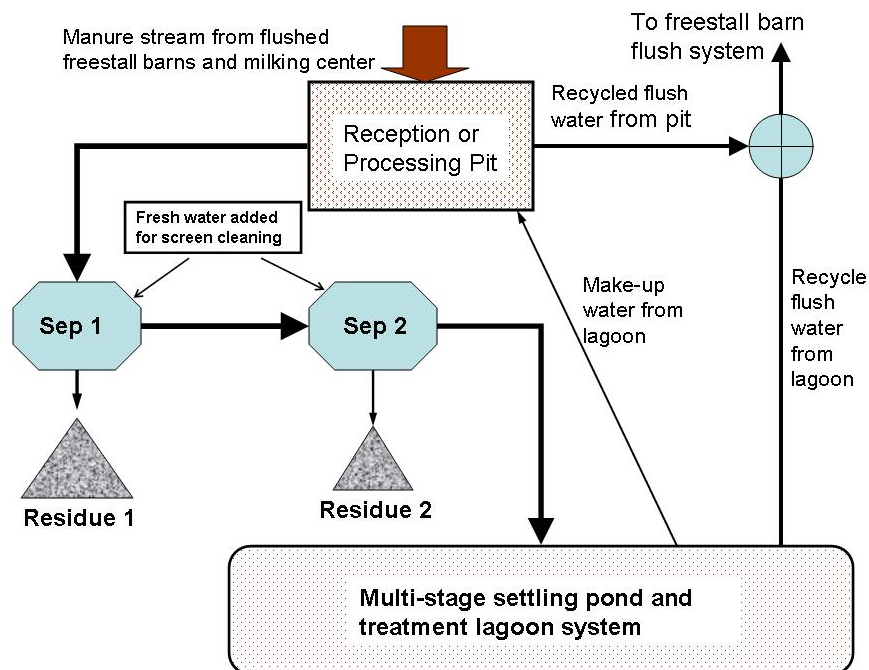 To freestall barn
flush system
Manure stream from flushed
freestall barns and milking center
Recycled flush
water from pit
Reception or
Processing Pit
Fresh water added
for screen cleaning
Make-up
water from
lagoon
Recycle
flush
water
from
lagoon
Sep 1
Sep 2
Residue 1
Residue 2
Multi-stage settling pond and
treatment lagoon system